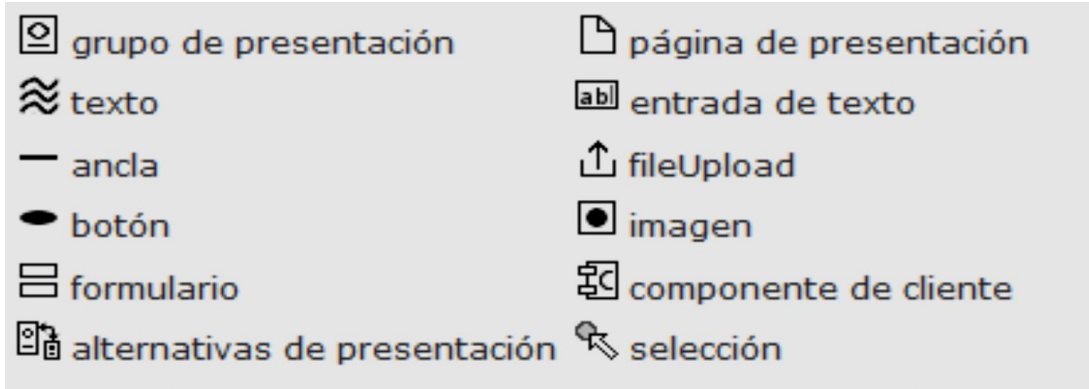 grupo de presentación
página de presentación
texto
abl entrada de texto
ancla
fileUpload
botón
imagen
formulario
componente de cliente
alternativas de presentación
selección